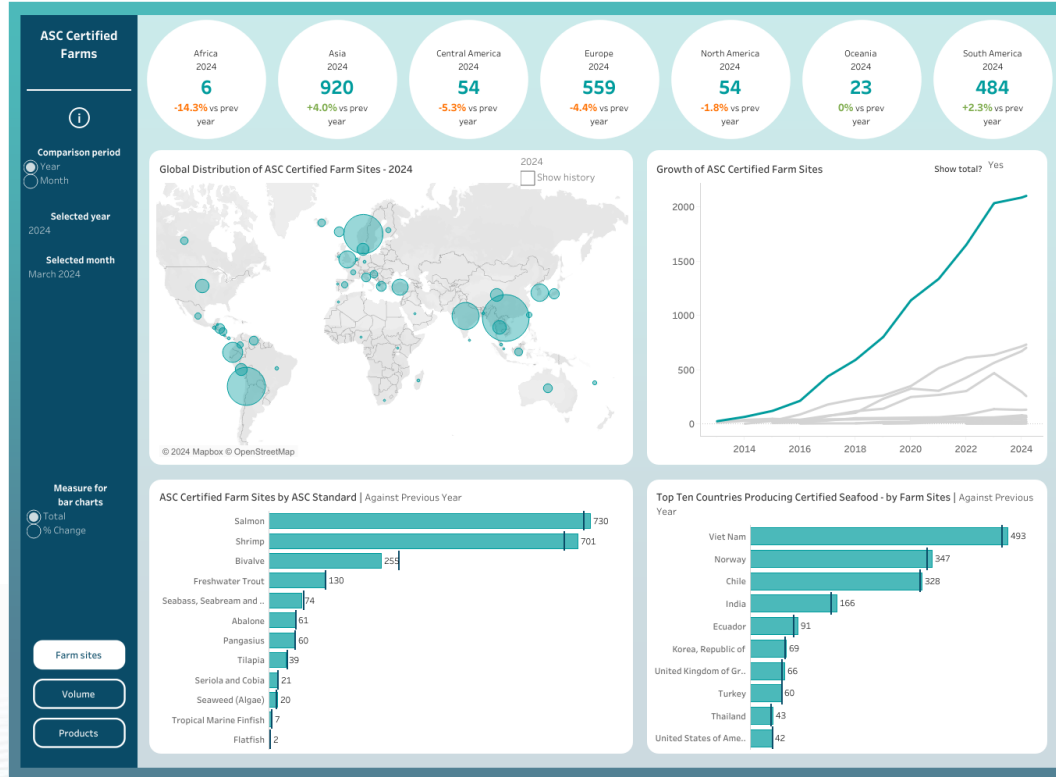 ASC Certified
Farms
i
Comparison period
Year
Month
Selected year
2024
Selected month
March 2024
Measure for
bar charts
Total
% Change
Farm sites
Volume
Products
Africa
2024
6
-14.3% vs prev
year
Asia
2024
920
+4.0% vs prev
year
Central America
2024
54
-5.3% vs prev
year
Europe
2024
559
-4.4% vs prev
year
North America
2024
54
-1.8% vs prev
year
Oceania
2024
23
0% vs prev
year
South America
2024
484
+2.3% vs prev
year
Global Distribution of ASC Certified Farm Sites - 2024
2024
Show history
© 2024 Mapbox © OpenStreetMap
Growth of ASC Certified Farm Sites
Show total? Yes
2000
1500
1000
500
0
2014 2016 2018 2020 2022 2024
ASC Certified Farm Sites by ASC Standard | Against Previous Year
Salmon 730
Shrimp 701
Bivalve 255
Freshwater Trout 130
Seabass, Seabream and .. 74
Abalone 61
Pangasius 60
Tilapia 39
Seriola and Cobia 21
Seaweed (Algae) 20
Tropical Marine Finfish 7
Flatfish 2
Top Ten Countries Producing Certified Seafood - by Farm Sites | Against Previous
Year
Viet Nam 493
Norway 347
Chile 328
India 166
Ecuador 91
Korea, Republic of 69
United Kingdom of Gr.. 66
Turkey 60
Thailand 43
United States of Ame.. 42